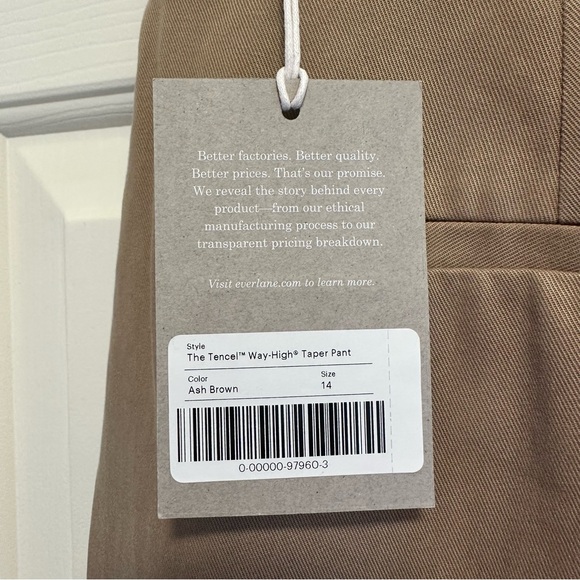 Better factories. Better quality.
Better prices. That's our promise.
We reveal the story behind every
product—from our ethical
manufacturing process to our
transparent pricing breakdown.
Visit everlane.com to learn more.
Style
The Tencel™ Way-High® Taper Pant
Color
Size
Ash Brown
14
0-00000-97960-3